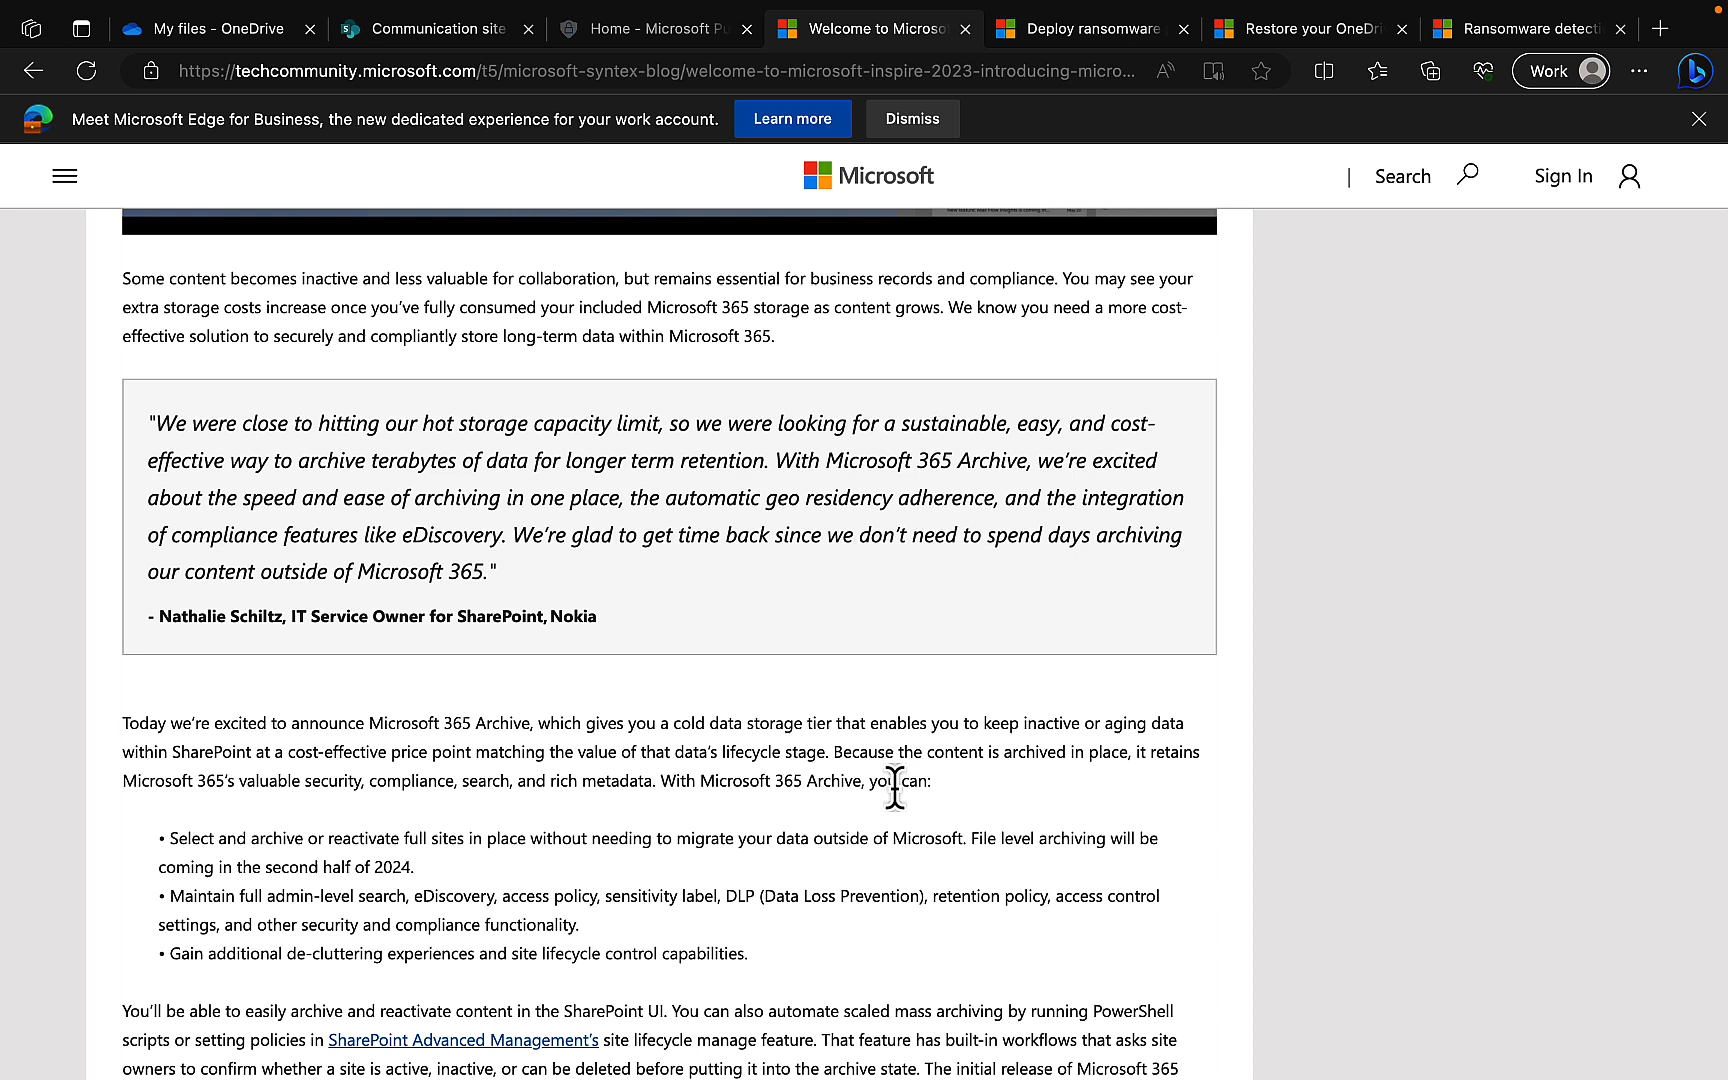 My files - OneDrive
Communication site
Home - Microsoft Pu
Welcome to Microso
Deploy ransomware
Restore your OneDri
Ransomware detecti
https://techcommunity.microsoft.com/t5/microsoft-syntex-blog/welcome-to-microsoft-inspire-2023-introducing-micro...
Work
Meet Microsoft Edge for Business, the new dedicated experience for your work account.
Learn more
Dismiss
Microsoft
Search
Sign In
Some content becomes inactive and less valuable for collaboration, but remains essential for business records and compliance. You may see your
extra storage costs increase once you've fully consumed your included Microsoft 365 storage as content grows. We know you need a more cost-
effective solution to securely and compliantly store long-term data within Microsoft 365.
"We were close to hitting our hot storage capacity limit, so we were looking for a sustainable, easy, and cost-
effective way to archive terabytes of data for longer term retention. With Microsoft 365 Archive, we're excited
about the speed and ease of archiving in one place, the automatic geo residency adherence, and the integration
of compliance features like eDiscovery. We're glad to get time back since we don't need to spend days archiving
our content outside of Microsoft 365."
- Nathalie Schiltz, IT Service Owner for SharePoint, Nokia
Today we're excited to announce Microsoft 365 Archive, which gives you a cold data storage tier that enables you to keep inactive or aging data
within SharePoint at a cost-effective price point matching the value of that data's lifecycle stage. Because the content is archived in place, it retains
Microsoft 365's valuable security, compliance, search, and rich metadata. With Microsoft 365 Archive, you can:
• Select and archive or reactivate full sites in place without needing to migrate your data outside of Microsoft. File level archiving will be
coming in the second half of 2024.
• Maintain full admin-level search, eDiscovery, access policy, sensitivity label, DLP (Data Loss Prevention), retention policy, access control
settings, and other security and compliance functionality.
• Gain additional de-cluttering experiences and site lifecycle control capabilities.
You'll be able to easily archive and reactivate content in the SharePoint UI. You can also automate scaled mass archiving by running PowerShell
scripts or setting policies in SharePoint Advanced Management's site lifecycle manage feature. That feature has built-in workflows that asks site
owners to confirm whether a site is active, inactive, or can be deleted before putting it into the archive state. The initial release of Microsoft 365